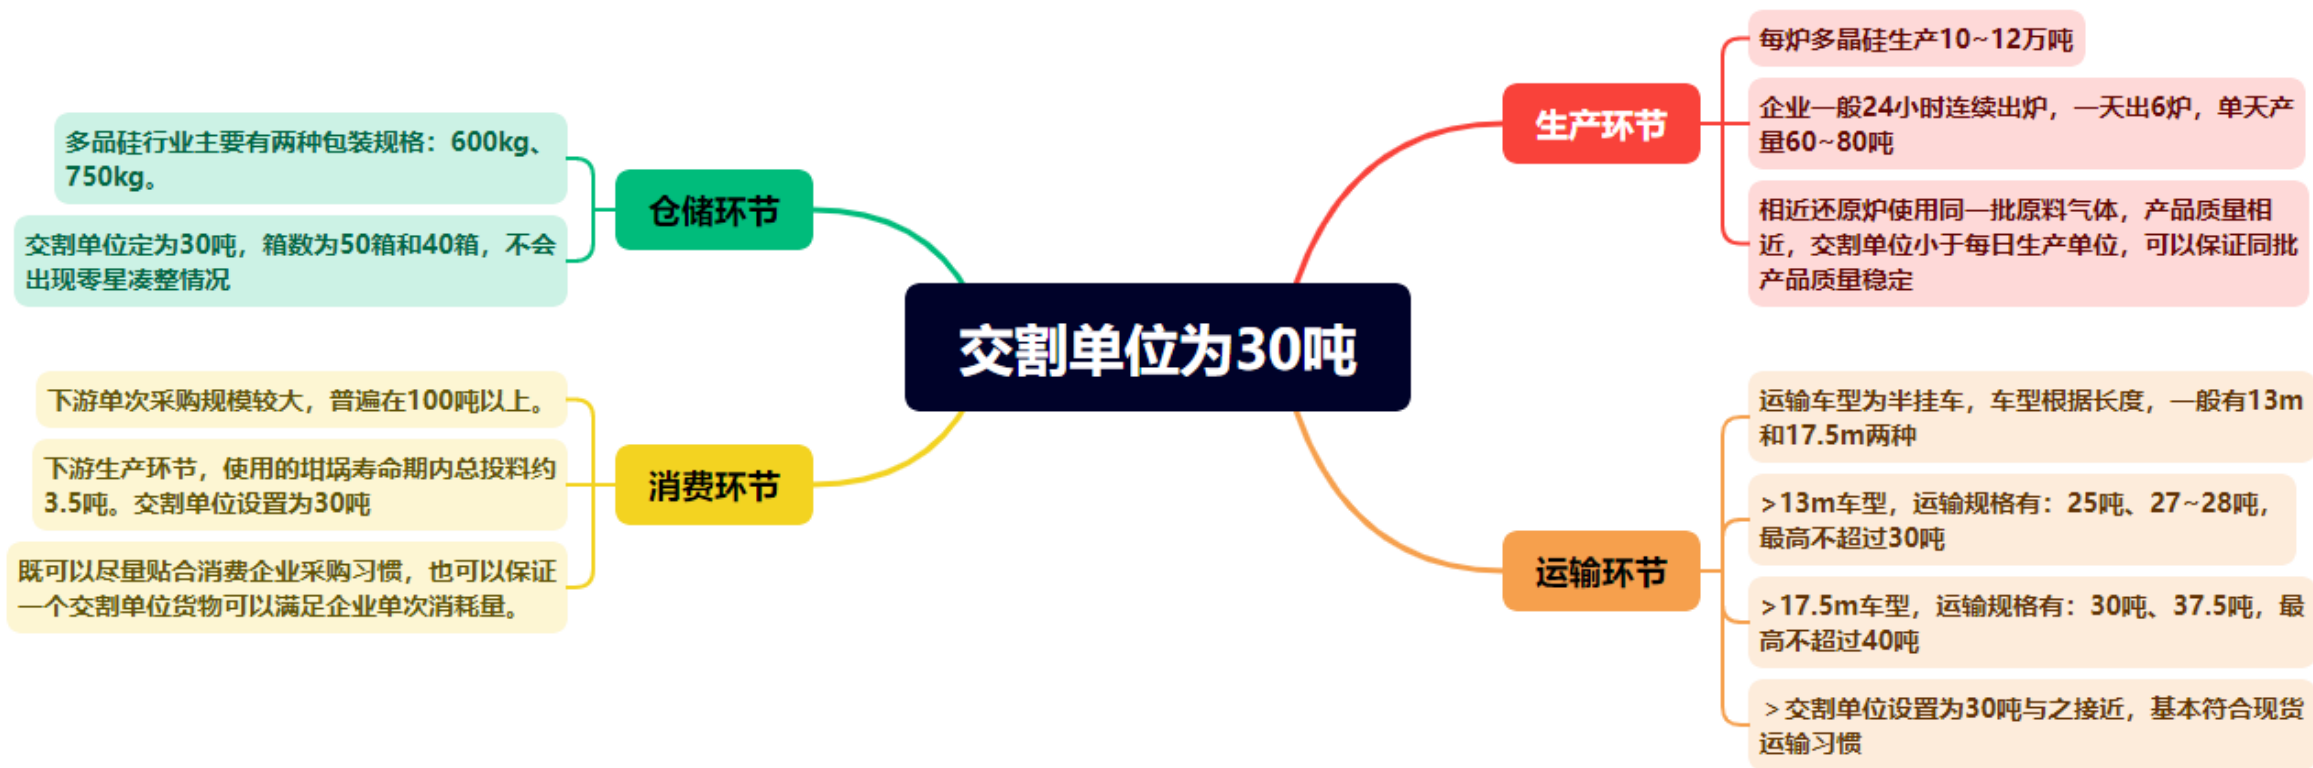 交割单位为30吨
生产环节
每炉多晶硅生产10~12万吨
企业一般24小时连续出炉，一天出6炉，单天产
量60~80吨
相近还原炉使用同一批原料气体，产品质量相
近，交割单位小于每日生产单位，可以保证同批
产品质量稳定
运输环节
运输车型为半挂车，车型根据长度，一般有13m
和17.5m两种
>13m车型，运输规格有：25吨、27~28吨，
最高不超过30吨
>17.5m车型，运输规格有：30吨、37.5吨，最
高不超过40吨
＞交割单位设置为30吨与之接近，基本符合现货
运输习惯
仓储环节
多品硅行业主要有两种包装规格：600kg、
750kg。
交割单位定为30吨，箱数为50箱和40箱，不会
出现零星凑整情况
消费环节
下游单次采购规模较大，普遍在100吨以上。
下游生产环节，使用的坩埚寿命期内总投料约
3.5吨。交割单位设置为30吨
既可以尽量贴合消费企业采购习惯，也可以保证
一个交割单位货物可以满足企业单次消耗量。